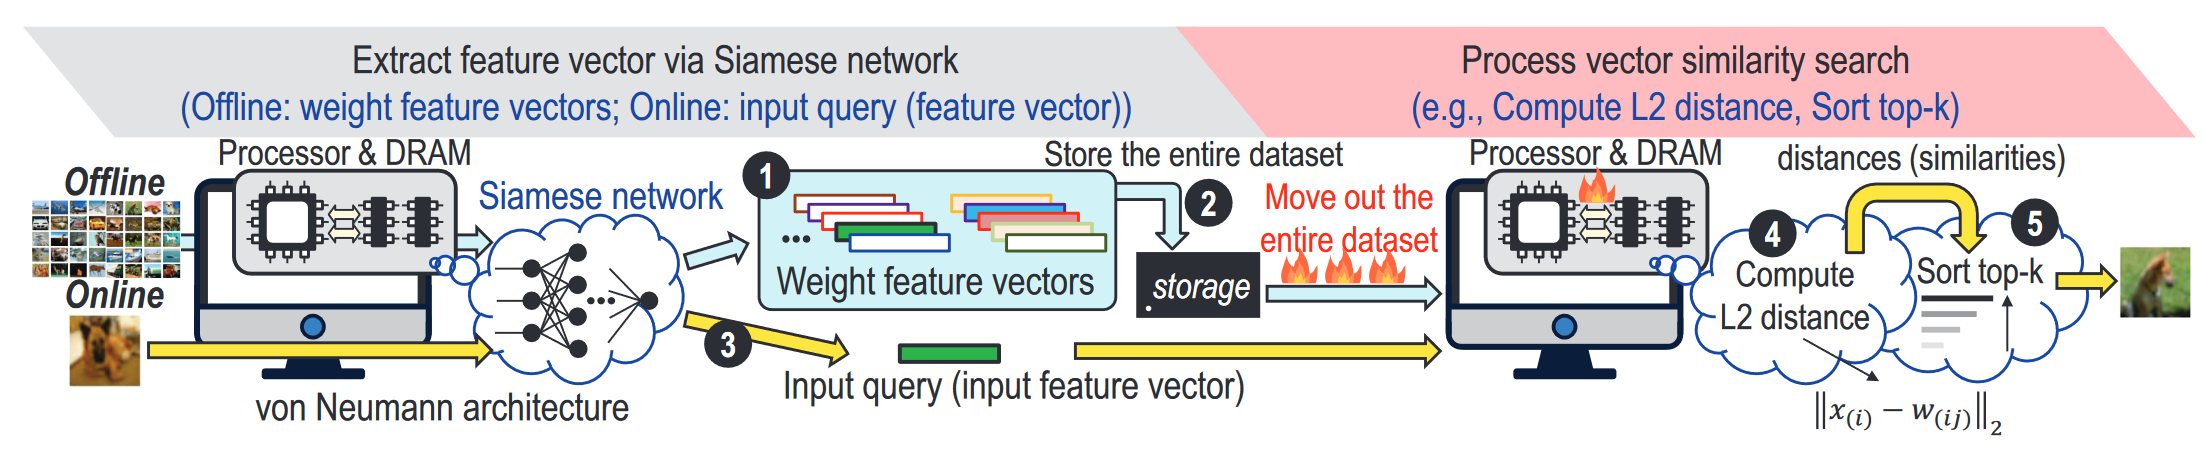 Extract feature vector via Siamese network
(Offline: weight feature vectors; Online: input query (feature vector))
Process vector similarity search
(e.g., Compute L2 distance, Sort top-k)
Processor & DRAM
Offline
Online
von Neumann architecture
Siamese network
1
...
Weight feature vectors
Store the entire dataset
2
storage
Move out the
entire dataset
3
Input query (input feature vector)
Processor & DRAM
distances (similarities)
4
Compute
L2 distance
5
Sort top-k
‖x(i) − w(ij)‖2